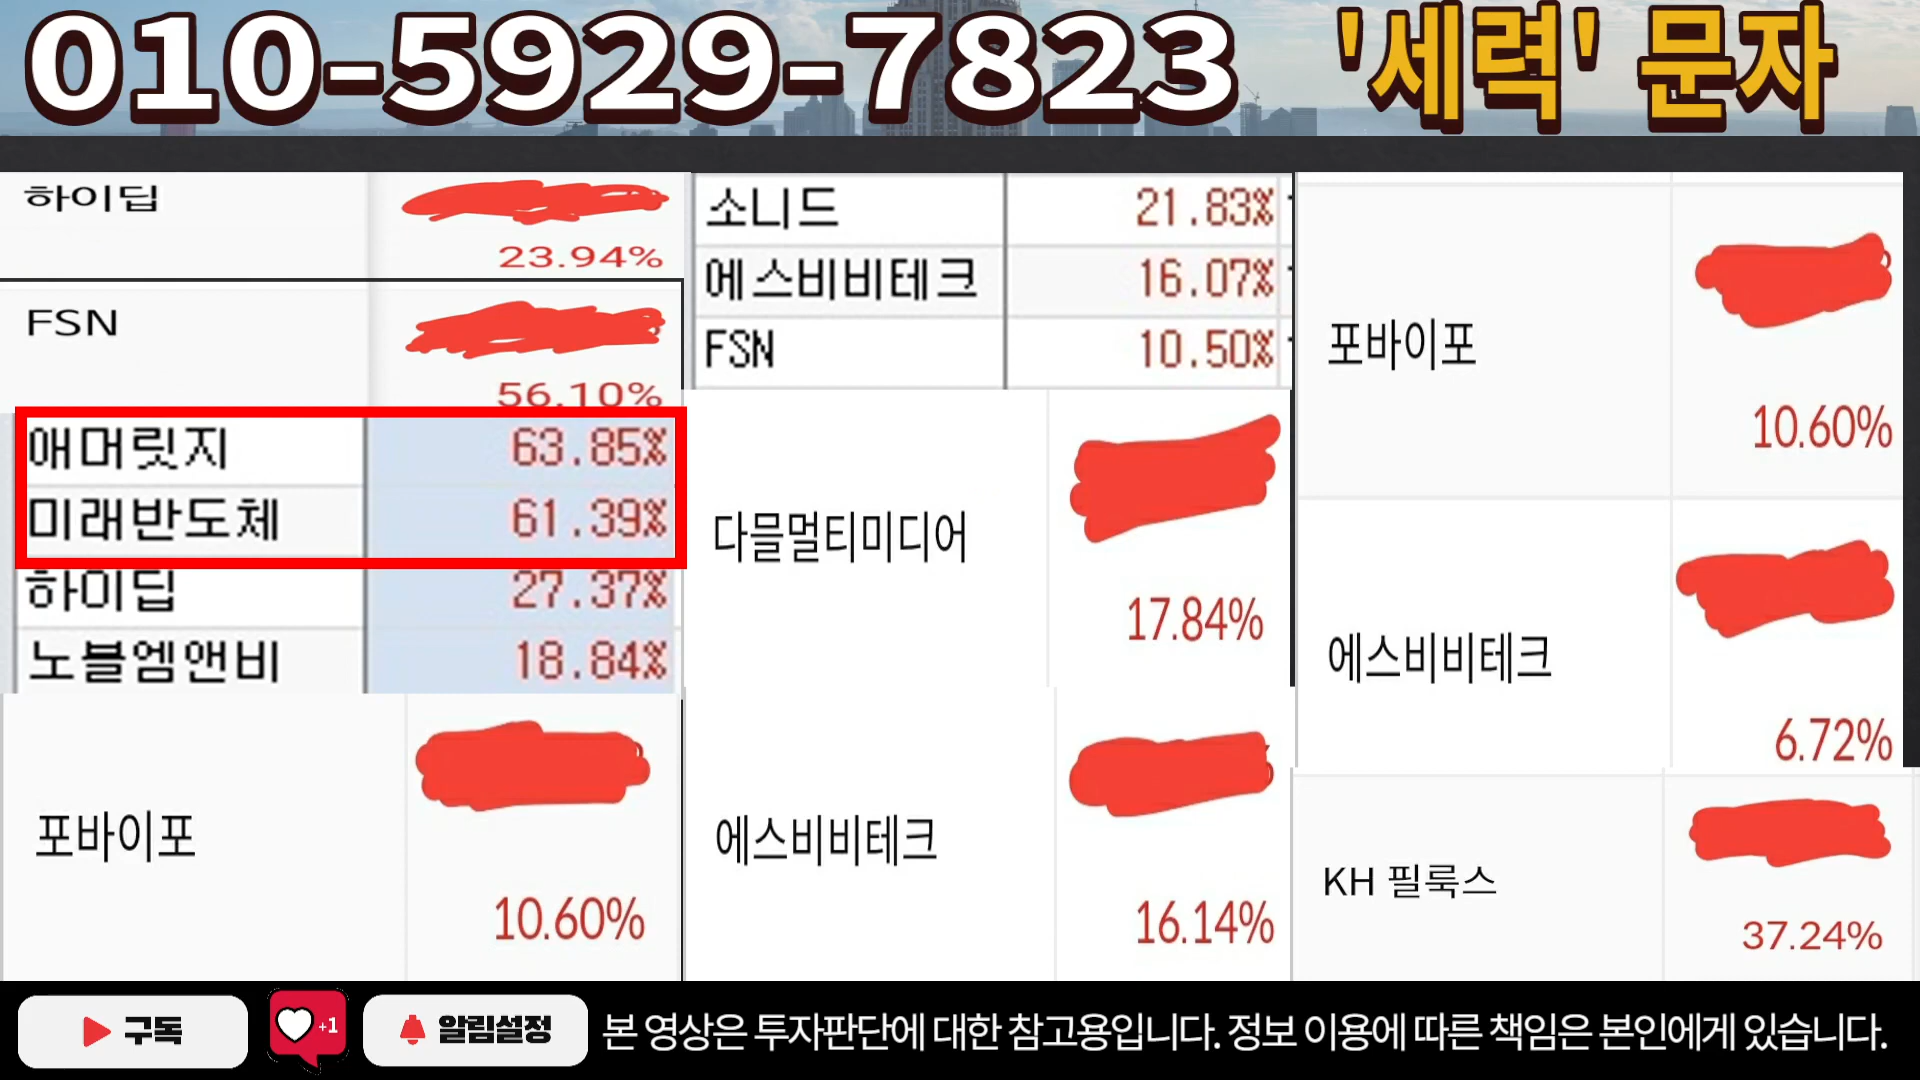 010-5929-7823 '세력' 문자
하이딥
23.94%
FSN
56.10%
애머릿지 63.85%
미래반도체 61.39%
하이딥 27.37%
노블엠앤비 18.84%
포바이포
10.60%
소니드 21.83%
에스비비테크 16.07%
FSN 10.50%
다믈멀티미디어
17.84%
에스비비테크
16.14%
포바이포
10.60%
에스비비테크
6.72%
KH 필룩스
37.24%
구독 +1 알림설정 본 영상은 투자판단에 대한 참고용입니다. 정보 이용에 따른 책임은 본인에게 있습니다.